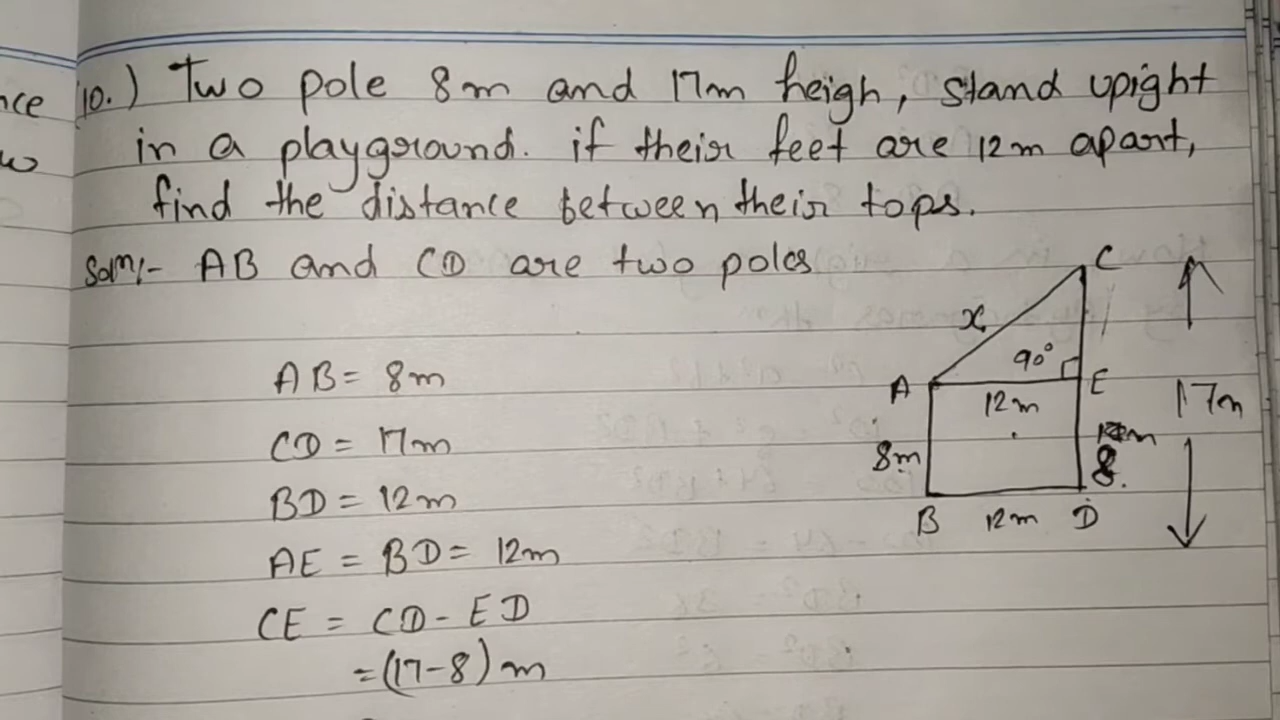 nce
w
10.) Two pole 8m and 17m heigh, stand upight
in a playground. if their feet are 12m apart,
find the distance between their tops.
Soln:- AB and CD are two poles
AB = 8m
CD = 17m
BD = 12m
AE = BD = 12m
CE = CD - ED
= (17-8) m
C
x
90°
A
E
12m
17m
8m
8.
B
12m
D